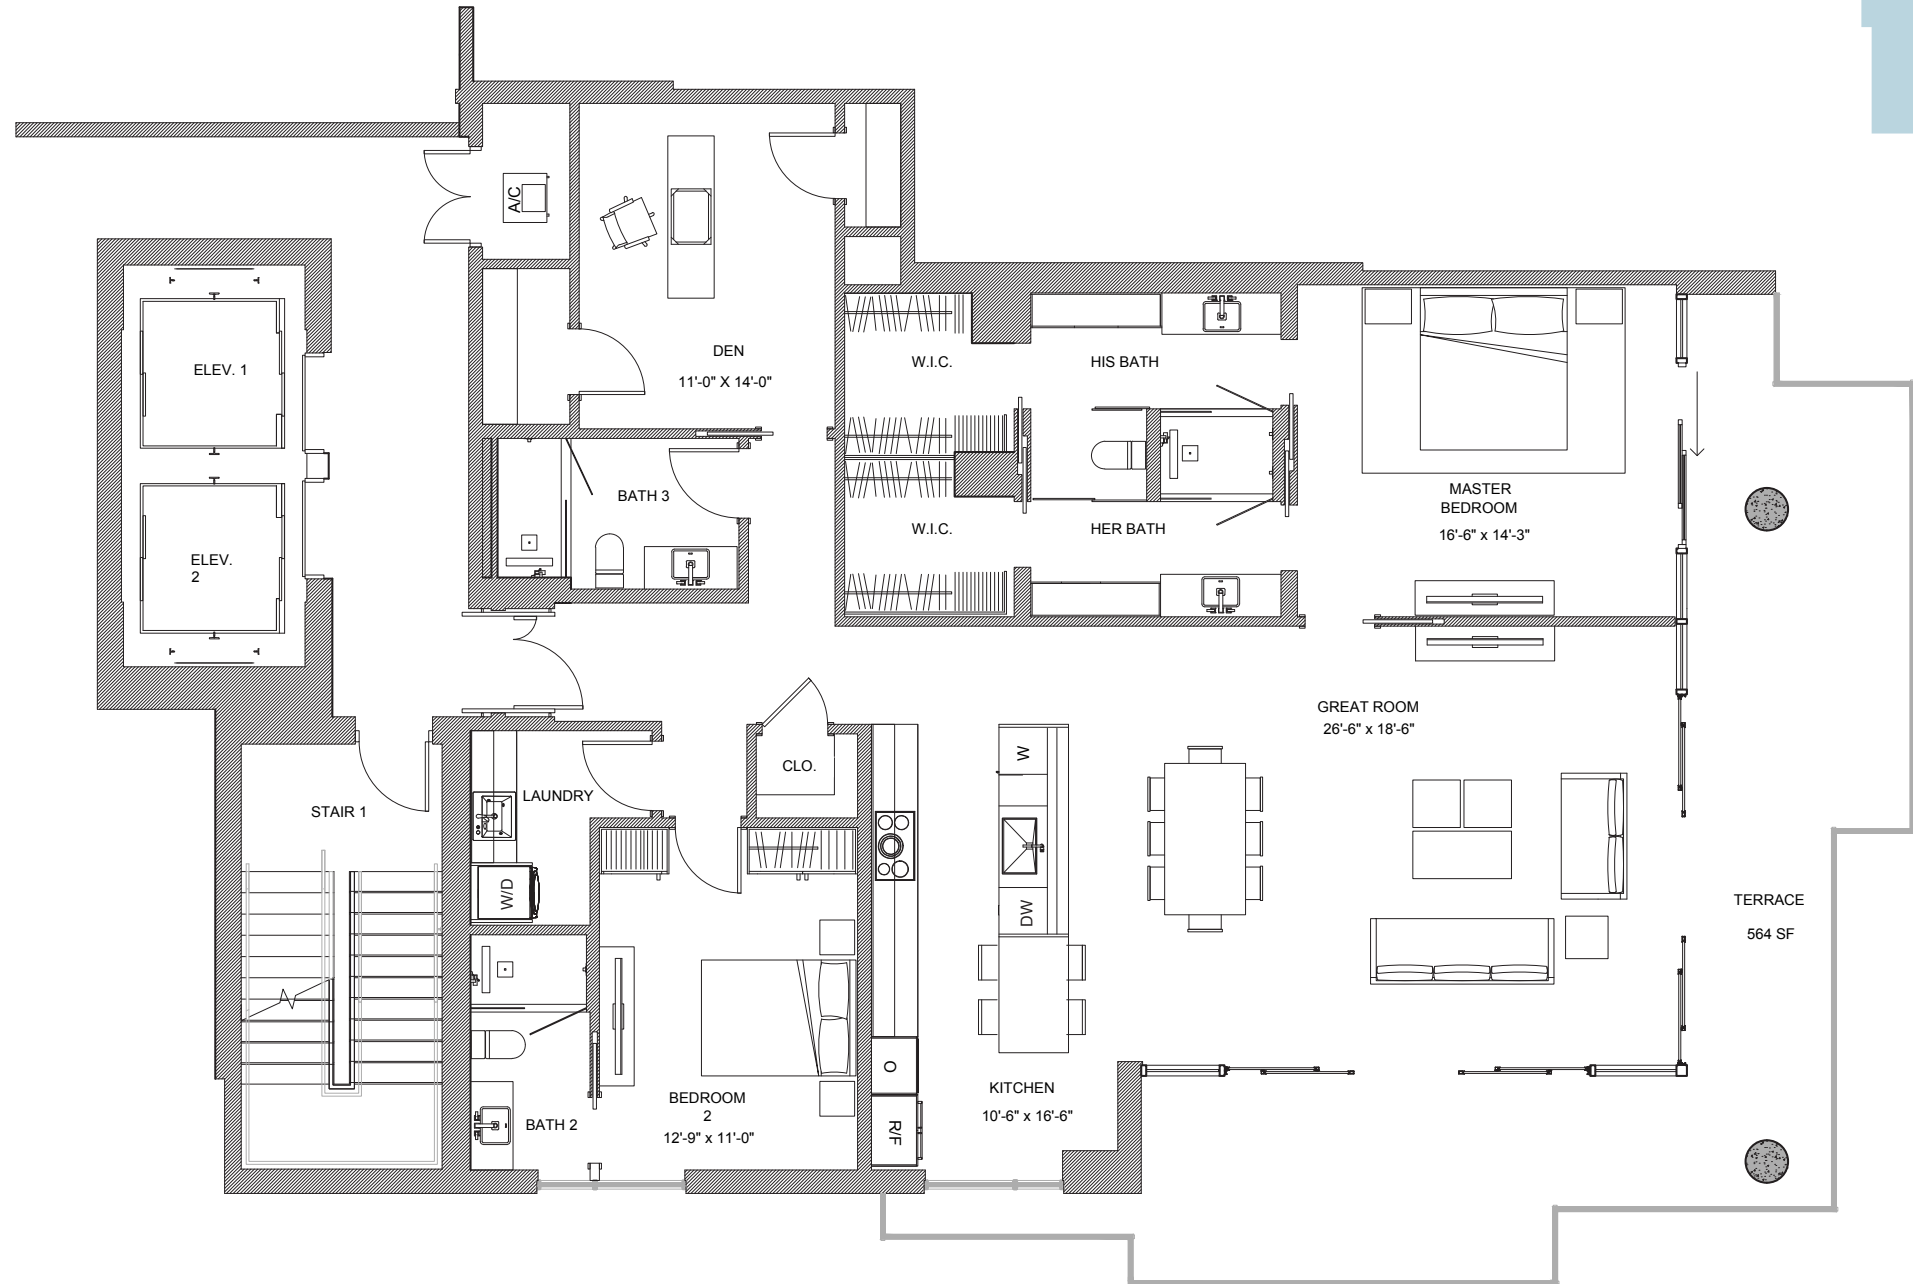 A/C
ELEV. 1
DEN
11'-0" X 14'-0"
W.I.C.
HIS BATH
BATH 3
MASTER
BEDROOM
16'-6" x 14'-3"
W.I.C.
HER BATH
ELEV.
2
GREAT ROOM
26'-6" x 18'-6"
CLO.
W
LAUNDRY
STAIR 1
W/D
DW
TERRACE
564 SF
O
KITCHEN
10'-6" x 16'-6"
R/F
BEDROOM
2
12'-9" x 11'-0"
BATH 2